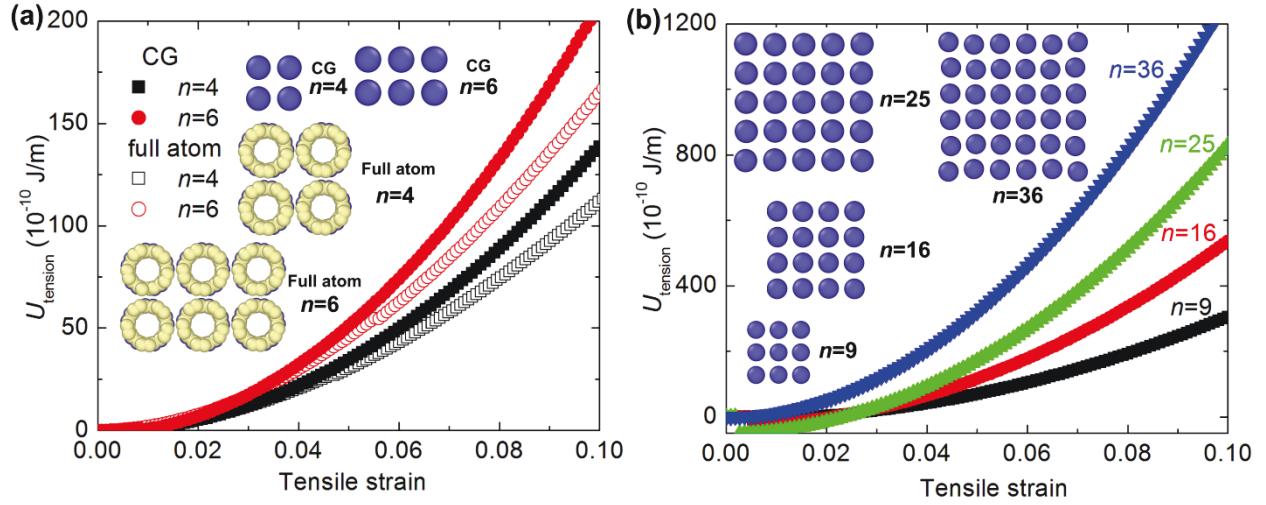 (a)
200
150
100
50
0
U_tension (10⁻¹⁰ J/m)
CG
n=4
n=6
full atom
n=4
n=6
CG
n=4
CG
n=6
Full atom
n=4
Full atom
n=6
0.00 0.02 0.04 0.06 0.08 0.10
Tensile strain
(b)
1200
800
400
0
U_tension (10⁻¹⁰ J/m)
n=36
n=25
n=36
n=25
n=16
n=16
n=9
n=9
0.00 0.02 0.04 0.06 0.08 0.10
Tensile strain